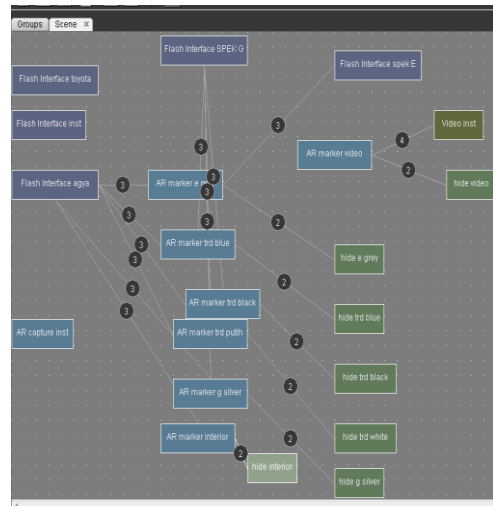 Groups Scene ×
Flash Interface SPEK G
Flash Interface spek E
Flash Interface toyota
Flash Interface inst
Video inst
AR marker video
4
2
hide video
3
3
Flash Interface agya
3
AR marker e
3
3
3
3
2
AR marker trd blue
3
3
hide e grey
2
3
AR marker trd black
hide trd blue
AR capture inst
AR marker trd putih
2
hide trd black
AR marker g silver
2
AR marker interior
2
hide trd white
2
hide interior
hide g silver